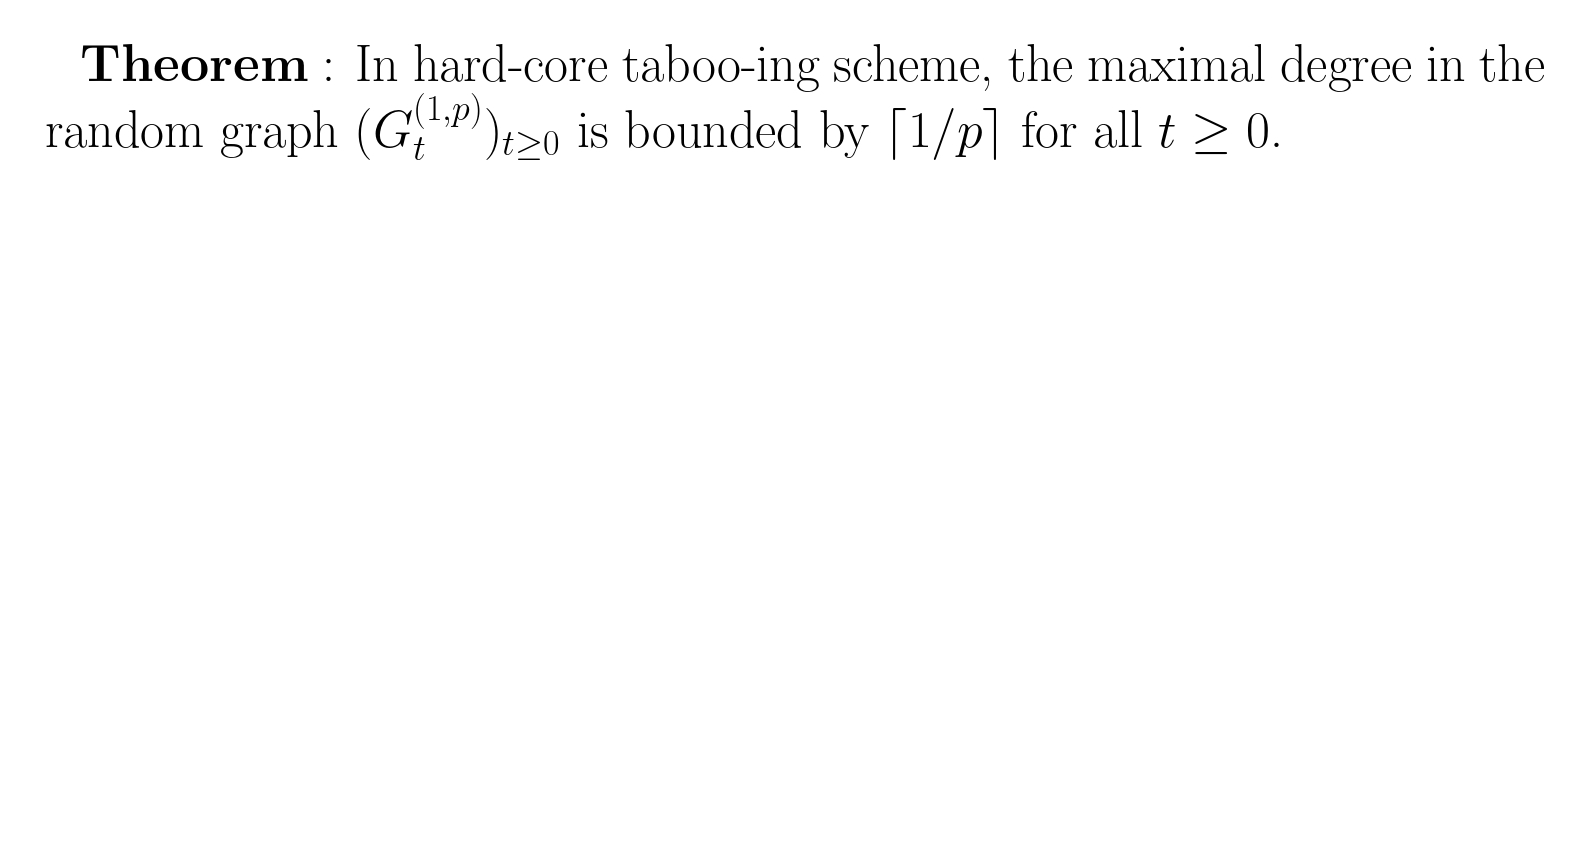 Theorem : In hard-core taboo-ing scheme, the maximal degree in the
random graph $(G_t^{(1,p)})_{t\geq 0}$ is bounded by $\lceil 1/p \rceil$ for all $t \geq 0$.